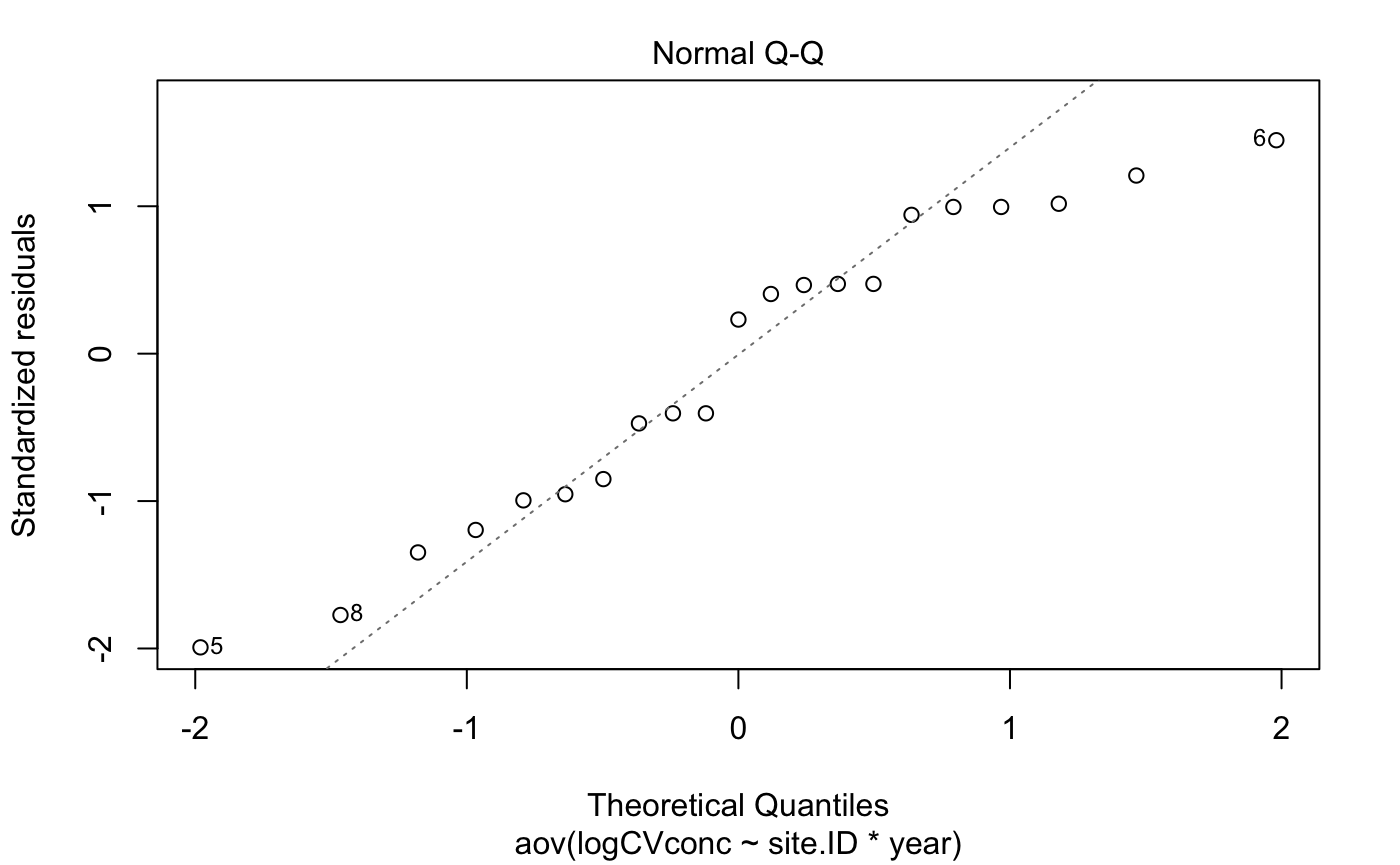 Normal Q-Q
Standardized residuals
1
0
-1
-2
6
8
5
-2 -1 0 1 2
Theoretical Quantiles
aov(logCVconc ~ site.ID * year)